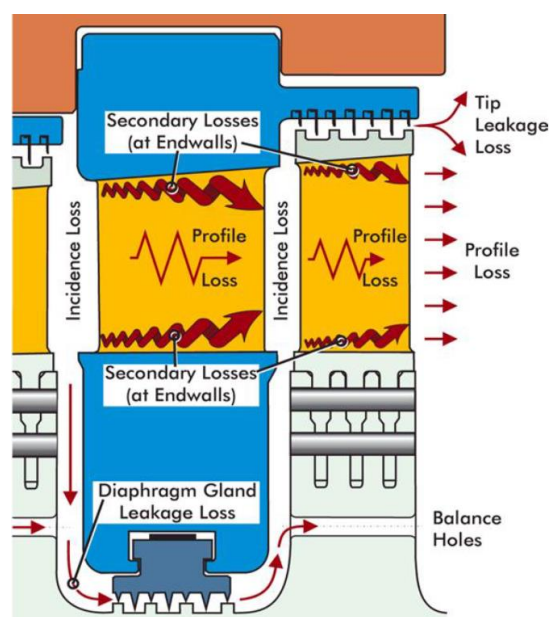 Secondary Losses
(at Endwalls)
Tip
Leakage
Loss
Incidence Loss
Profile
Loss
Incidence Loss
Profile
Loss
Profile
Loss
Secondary Losses
(at Endwalls)
Diaphragm Gland
Leakage Loss
Balance
Holes